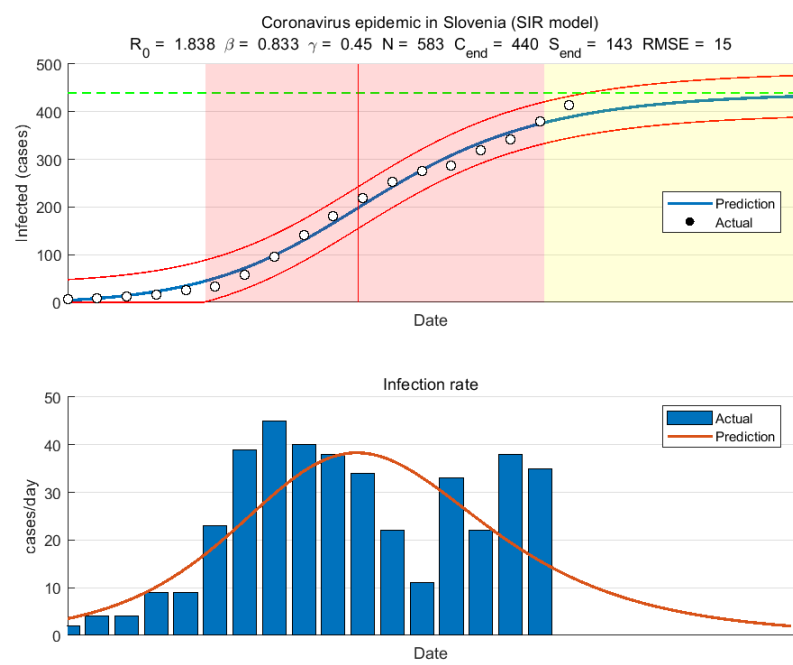 Coronavirus epidemic in Slovenia (SIR model)
R0 = 1.838 β = 0.833 γ = 0.45 N = 583 Cend = 440 Send = 143 RMSE = 15
500
400
300
200
100
0
Infected (cases)
Prediction
Actual
Date
Infection rate
50
40
30
20
10
0
cases/day
Actual
Prediction
Date